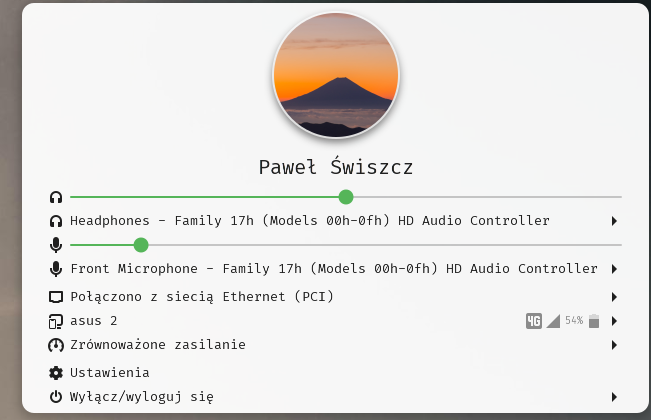 Paweł Świszcz
Headphones - Family 17h (Models 00h-0fh) HD Audio Controller
Front Microphone - Family 17h (Models 00h-0fh) HD Audio Controller
Połączono z siecią Ethernet (PCI)
asus 2 4G 54%
Zrównoważone zasilanie
Ustawienia
Wyłącz/wyloguj się